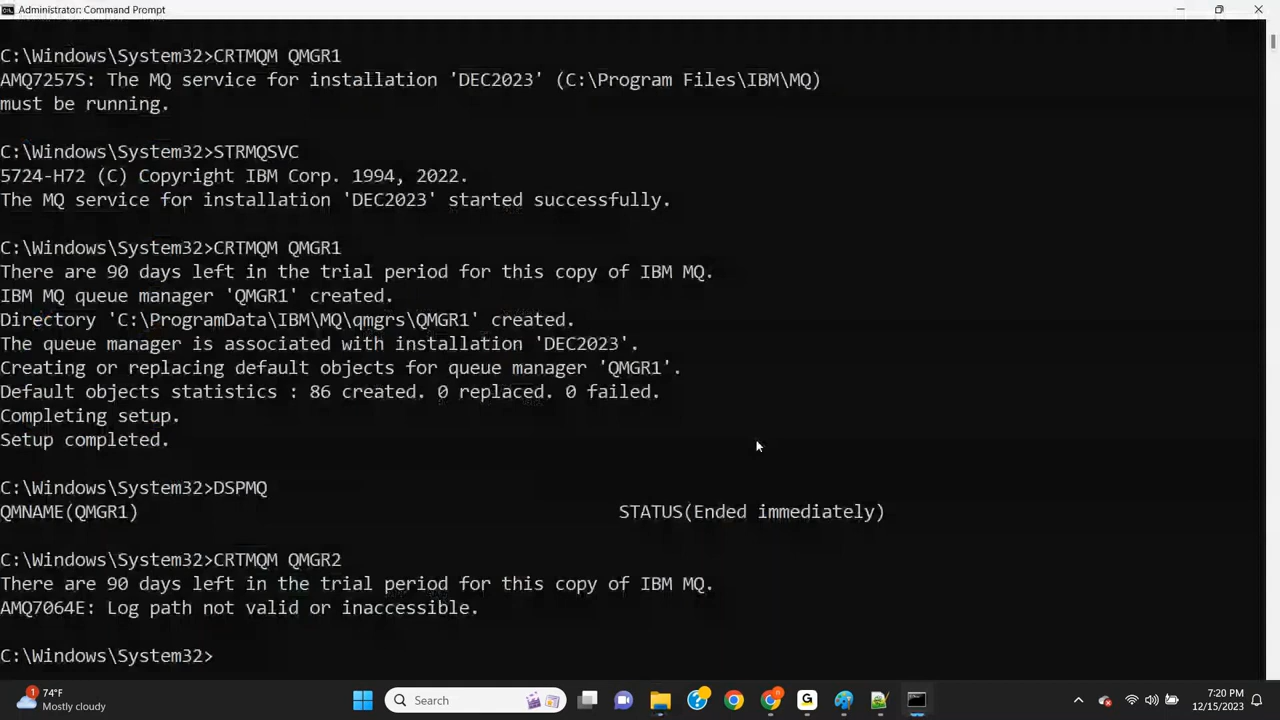 Administrator: Command Prompt
C:\Windows\System32>CRTMQM QMGR1
AMQ7257S: The MQ service for installation 'DEC2023' (C:\Program Files\IBM\MQ)
must be running.
C:\Windows\System32>STRMQSVC
5724-H72 (C) Copyright IBM Corp. 1994, 2022.
The MQ service for installation 'DEC2023' started successfully.
C:\Windows\System32>CRTMQM QMGR1
There are 90 days left in the trial period for this copy of IBM MQ.
IBM MQ queue manager 'QMGR1' created.
Directory 'C:\ProgramData\IBM\MQ\qmgrs\QMGR1' created.
The queue manager is associated with installation 'DEC2023'.
Creating or replacing default objects for queue manager 'QMGR1'.
Default objects statistics : 86 created. 0 replaced. 0 failed.
Completing setup.
Setup completed.
C:\Windows\System32>DSPMQ
QMNAME(QMGR1) STATUS(Ended immediately)
C:\Windows\System32>CRTMQM QMGR2
There are 90 days left in the trial period for this copy of IBM MQ.
AMQ7064E: Log path not valid or inaccessible.
C:\Windows\System32>
1
74°F
Mostly cloudy
Search
G
7:20 PM
12/15/2023